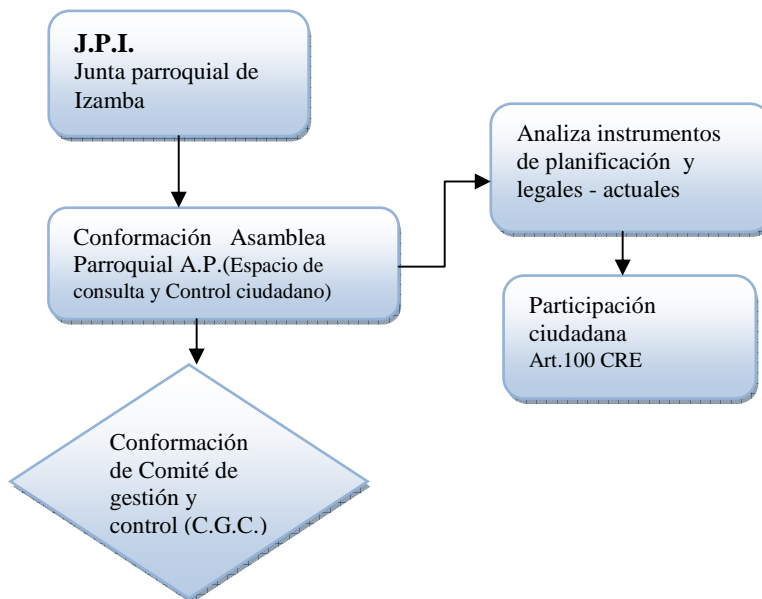 J.P.I.
Junta parroquial de
Izamba
Analiza instrumentos
de planificación y
legales - actuales
Conformación Asamblea
Parroquial A.P.(Espacio de
consulta y Control ciudadano)
Participación
ciudadana
Art.100 CRE
Conformación
de Comité de
gestión y
control (C.G.C.)